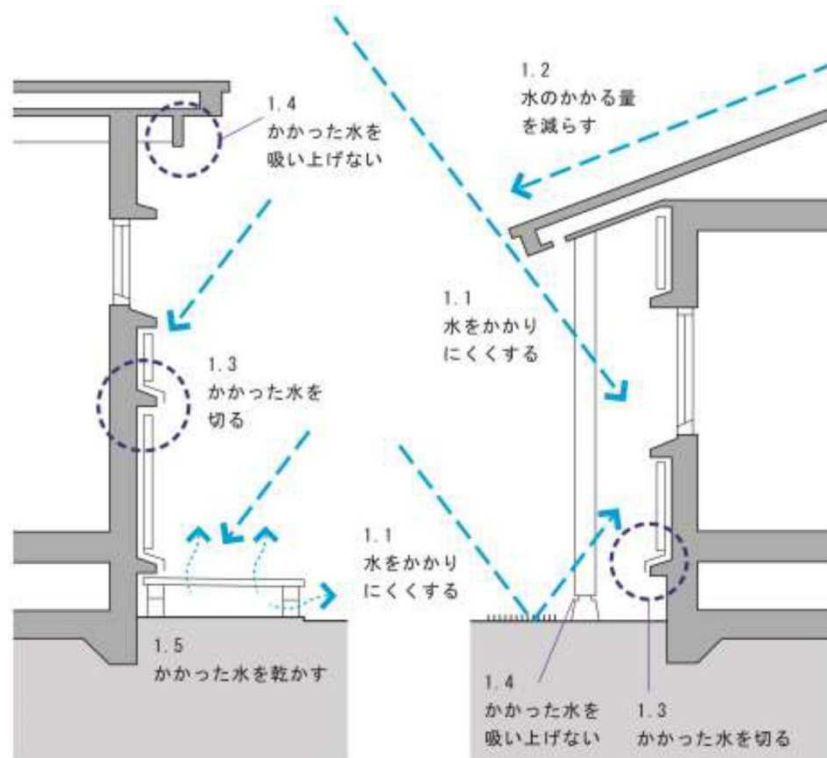 1.4
かかった水を
吸い上げない
1.2
水のかかる量
を減らす
1.1
水をかかり
にくくする
1.3
かかった水を
切る
1.1
水をかかり
にくくする
1.5
かかった水を乾かす
1.4
かかった水を
吸い上げない
1.3
かかった水を切る